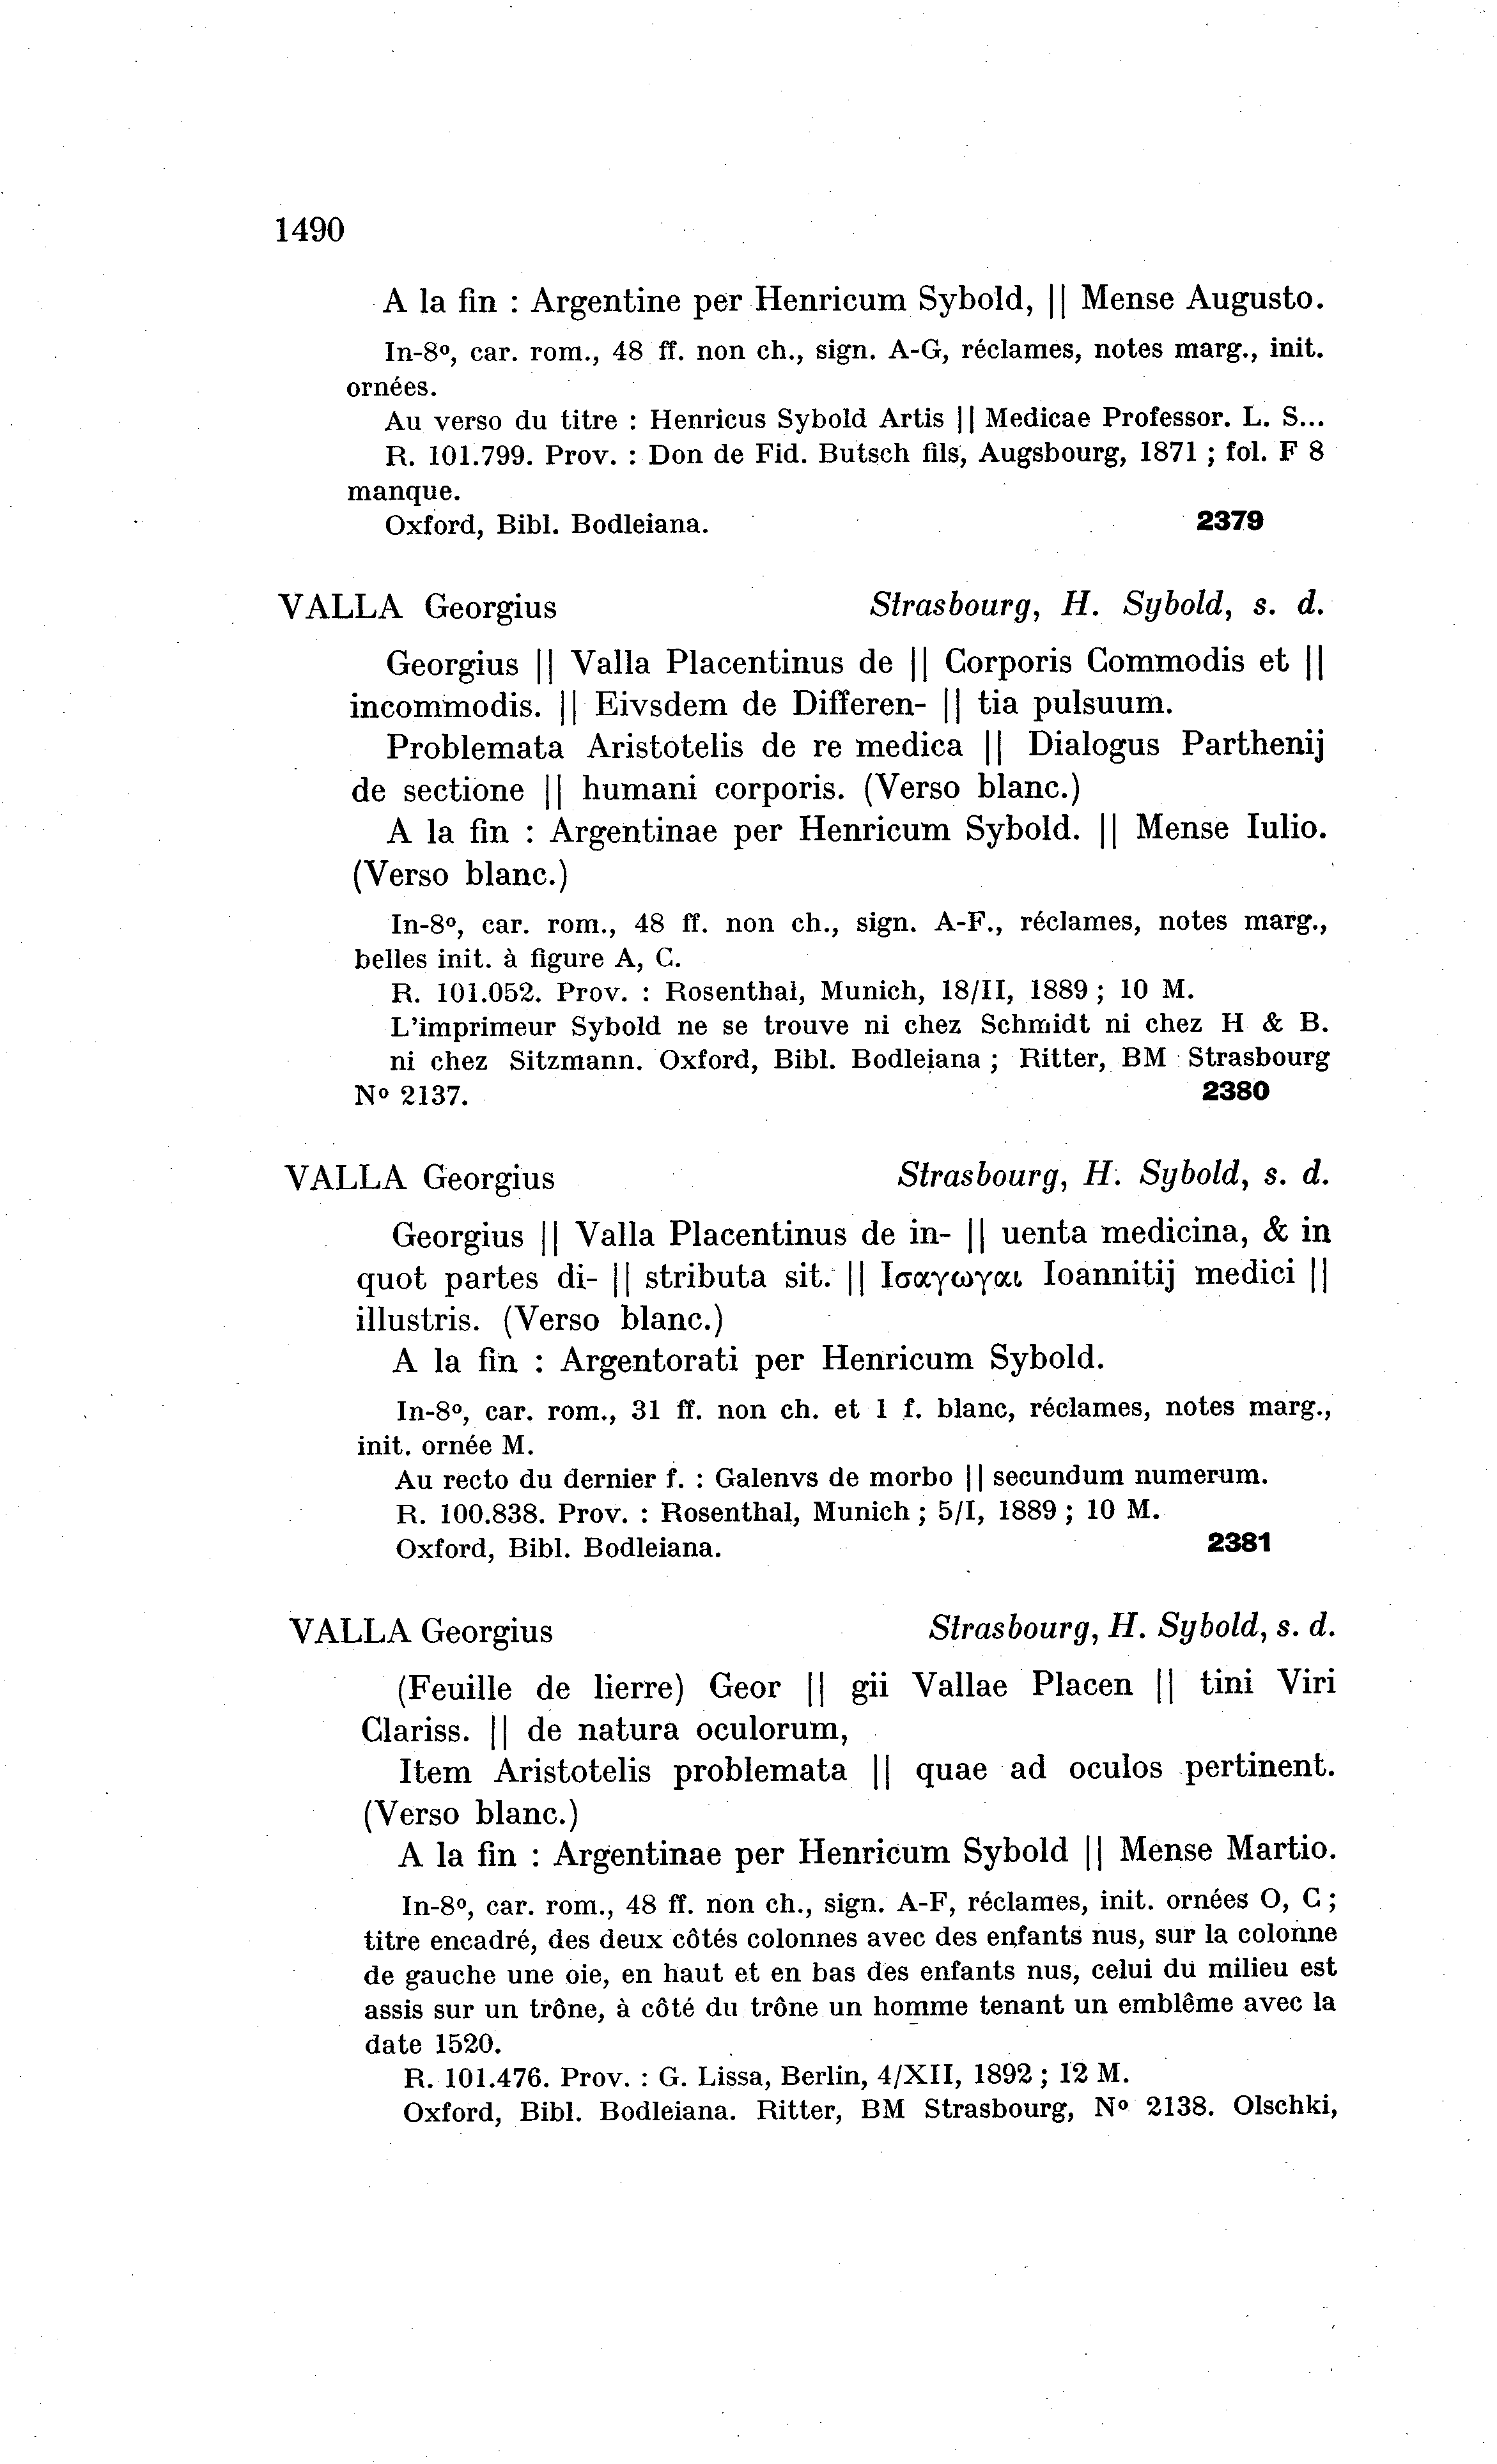 1490
A la fin : Argentine per Henricum Sybold, || Mense Augusto.
In-8º, car. rom., 48 ff. non ch., sign. A-G, réclames, notes marg., init.
ornées.
Au verso du titre : Henricus Sybold Artis || Medicae Professor. L. S...
R. 101.799. Prov. : Don de Fid. Butsch fils, Augsbourg, 1871 ; fol. F 8
manque.
Oxford, Bibl. Bodleiana. 2379
VALLA Georgius Strasbourg, H. Sybold, s. d.
Georgius || Valla Placentinus de || Corporis Commodis et ||
incommodis. || Eivsdem de Differen- || tia pulsuum.
Problemata Aristotelis de re medica || Dialogus Parthenij
de sectione || humani corporis. (Verso blanc.)
A la fin : Argentinae per Henricum Sybold. || Mense Iulio.
(Verso blanc.)
In-8º, car. rom., 48 ff. non ch., sign. A-F., réclames, notes marg.,
belles init. à figure A, C.
R. 101.052. Prov. : Rosenthal, Munich, 18/II, 1889 ; 10 M.
L'imprimeur Sybold ne se trouve ni chez Schmidt ni chez H & B.
ni chez Sitzmann. Oxford, Bibl. Bodleiana ; Ritter, BM Strasbourg
Nº 2137. 2380
VALLA Georgius Strasbourg, H. Sybold, s. d.
Georgius || Valla Placentinus de in- || uenta medicina, & in
quot partes di- || stributa sit. || Ισαγωγαι Ioannitij medici ||
illustris. (Verso blanc.)
A la fin : Argentorati per Henricum Sybold.
In-8º, car. rom., 31 ff. non ch. et 1 f. blanc, réclames, notes marg.,
init. ornée M.
Au recto du dernier f. : Galenvs de morbo || secundum numerum.
R. 100.838. Prov. : Rosenthal, Munich ; 5/I, 1889 ; 10 M.
Oxford, Bibl. Bodleiana. 2381
VALLA Georgius Strasbourg, H. Sybold, s. d.
(Feuille de lierre) Geor || gii Vallae Placen || tini Viri
Clariss. || de natura oculorum,
Item Aristotelis problemata || quae ad oculos pertinent.
(Verso blanc.)
A la fin : Argentinae per Henricum Sybold || Mense Martio.
In-8º, car. rom., 48 ff. non ch., sign. A-F, réclames, init. ornées O, C ;
titre encadré, des deux côtés colonnes avec des enfants nus, sur la colonne
de gauche une oie, en haut et en bas des enfants nus, celui du milieu est
assis sur un trône, à côté du trône un homme tenant un emblême avec la
date 1520.
R. 101.476. Prov. : G. Lissa, Berlin, 4/XII, 1892 ; 12 M.
Oxford, Bibl. Bodleiana. Ritter, BM Strasbourg, Nº 2138. Olschki,